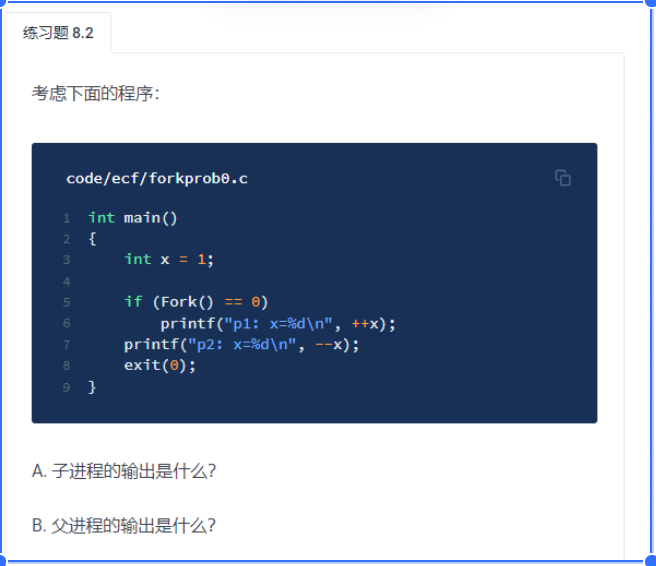 练习题 8.2
考虑下面的程序：
code/ecf/forkprob0.c
1 int main()
2 {
3     int x = 1;
4
5     if (Fork() == 0)
6         printf("p1: x=%d\n", ++x);
7     printf("p2: x=%d\n", --x);
8     exit(0);
9 }
A. 子进程的输出是什么？
B. 父进程的输出是什么？